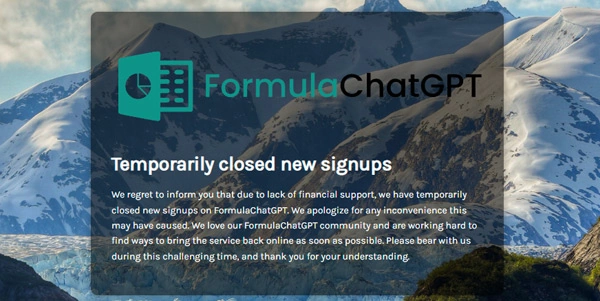 FormulaChatGPT
Temporarily closed new signups
We regret to inform you that due to lack of financial support, we have temporarily
closed new signups on FormulaChatGPT. We apologize for any inconvenience this
may have caused. We love our FormulaChatGPT community and are working hard to
find ways to bring the service back online as soon as possible. Please bear with us
during this challenging time, and thank you for your understanding.